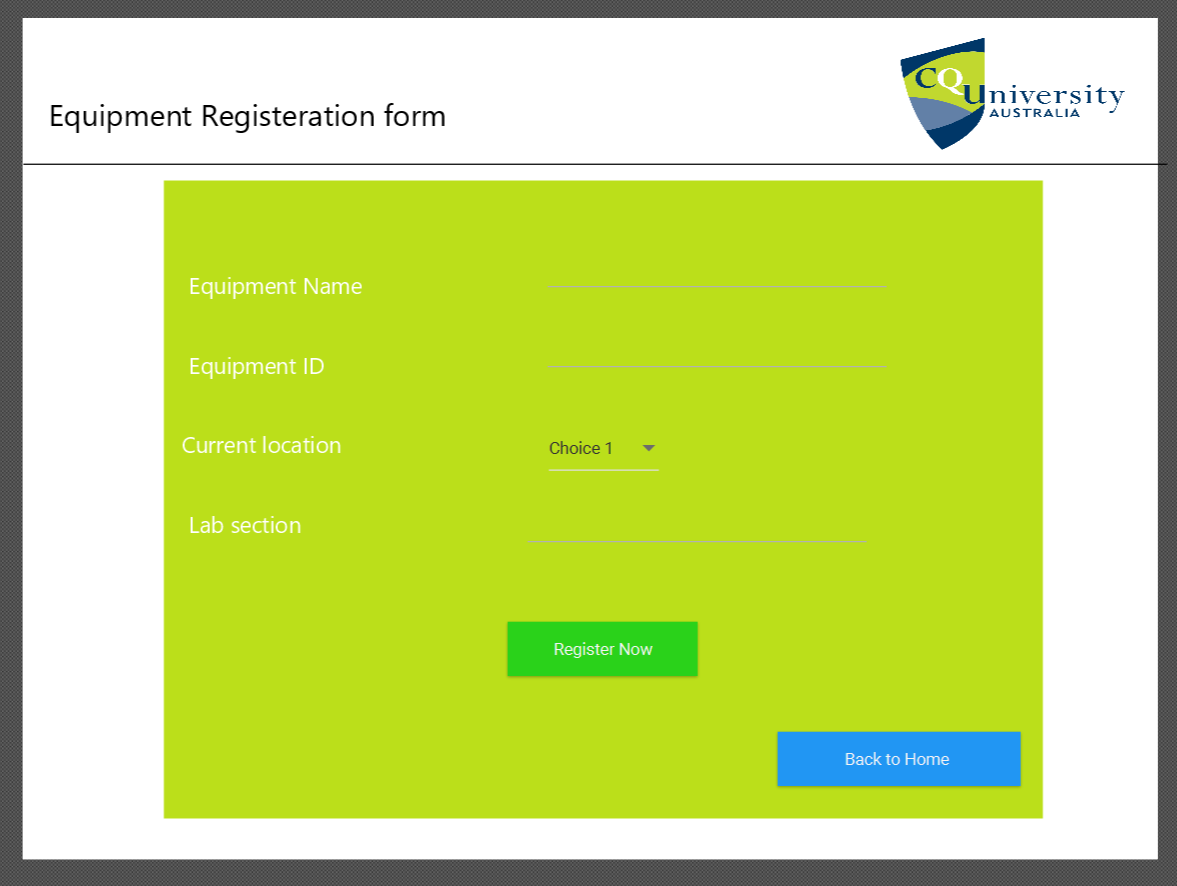 CQUniversity
AUSTRALIA
Equipment Registeration form
Equipment Name
Equipment ID
Current location
Choice 1
Lab section
Register Now
Back to Home